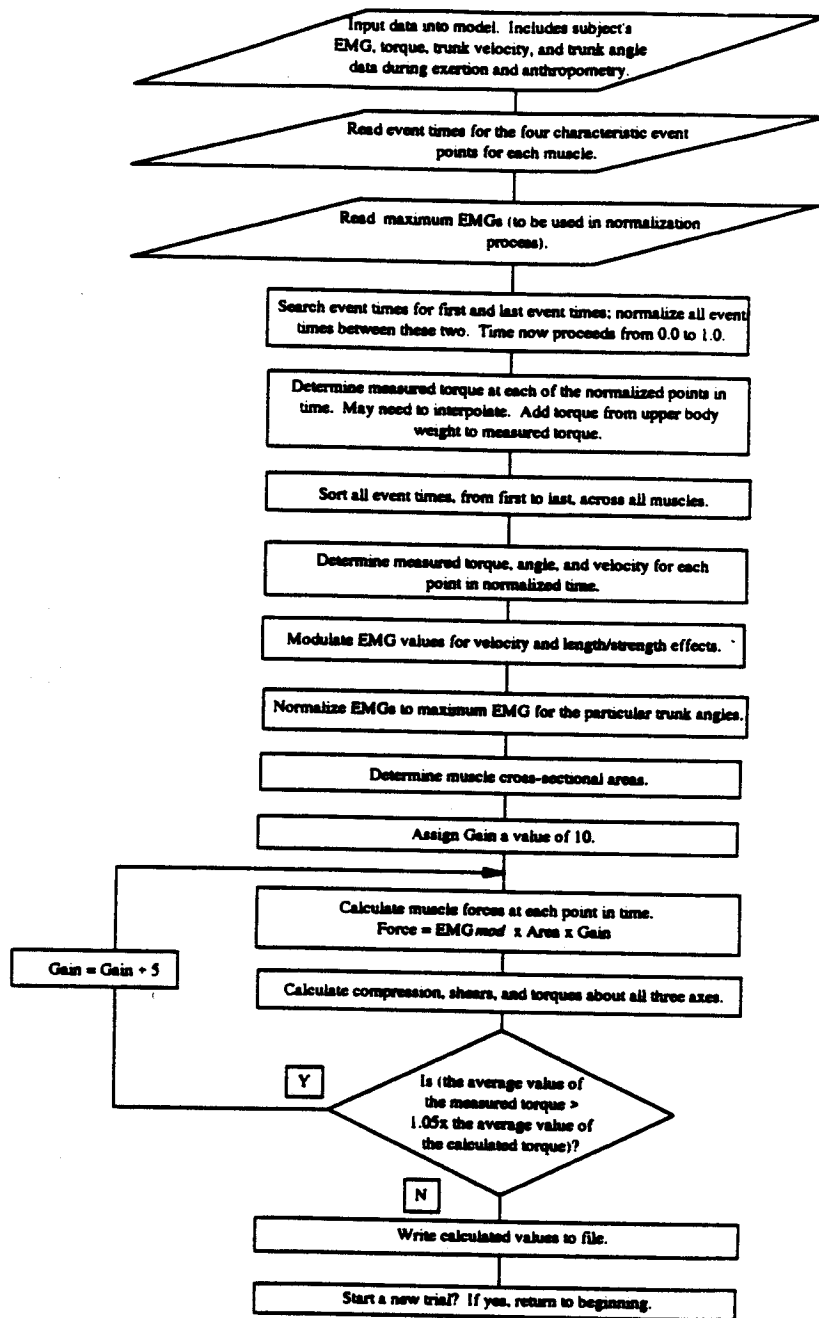 Input data into model. Includes subject's
EMG, torque, trunk velocity, and trunk angle
data during exertion and anthropometry.
Read event times for the four characteristic event
points for each muscle.
Read maximum EMGs (to be used in normalization
process).
Search event times for first and last event times; normalize all event
times between these two. Time now proceeds from 0.0 to 1.0.
Determine measured torque at each of the normalized points in
time. May need to interpolate. Add torque from upper body
weight to measured torque.
Sort all event times, from first to last, across all muscles.
Determine measured torque, angle, and velocity for each
point in normalized time.
Modulate EMG values for velocity and length/strength effects.
Normalize EMGs to maximum EMG for the particular trunk angles.
Determine muscle cross-sectional areas.
Assign Gain a value of 10.
Calculate muscle forces at each point in time.
Force = EMGmod x Area x Gain
Gain = Gain + 5
Calculate compression, shears, and torques about all three axes.
Y
Is (the average value of
the measured torque >
1.05x the average value of
the calculated torque)?
N
Write calculated values to file.
Start a new trial? If yes, return to beginning.